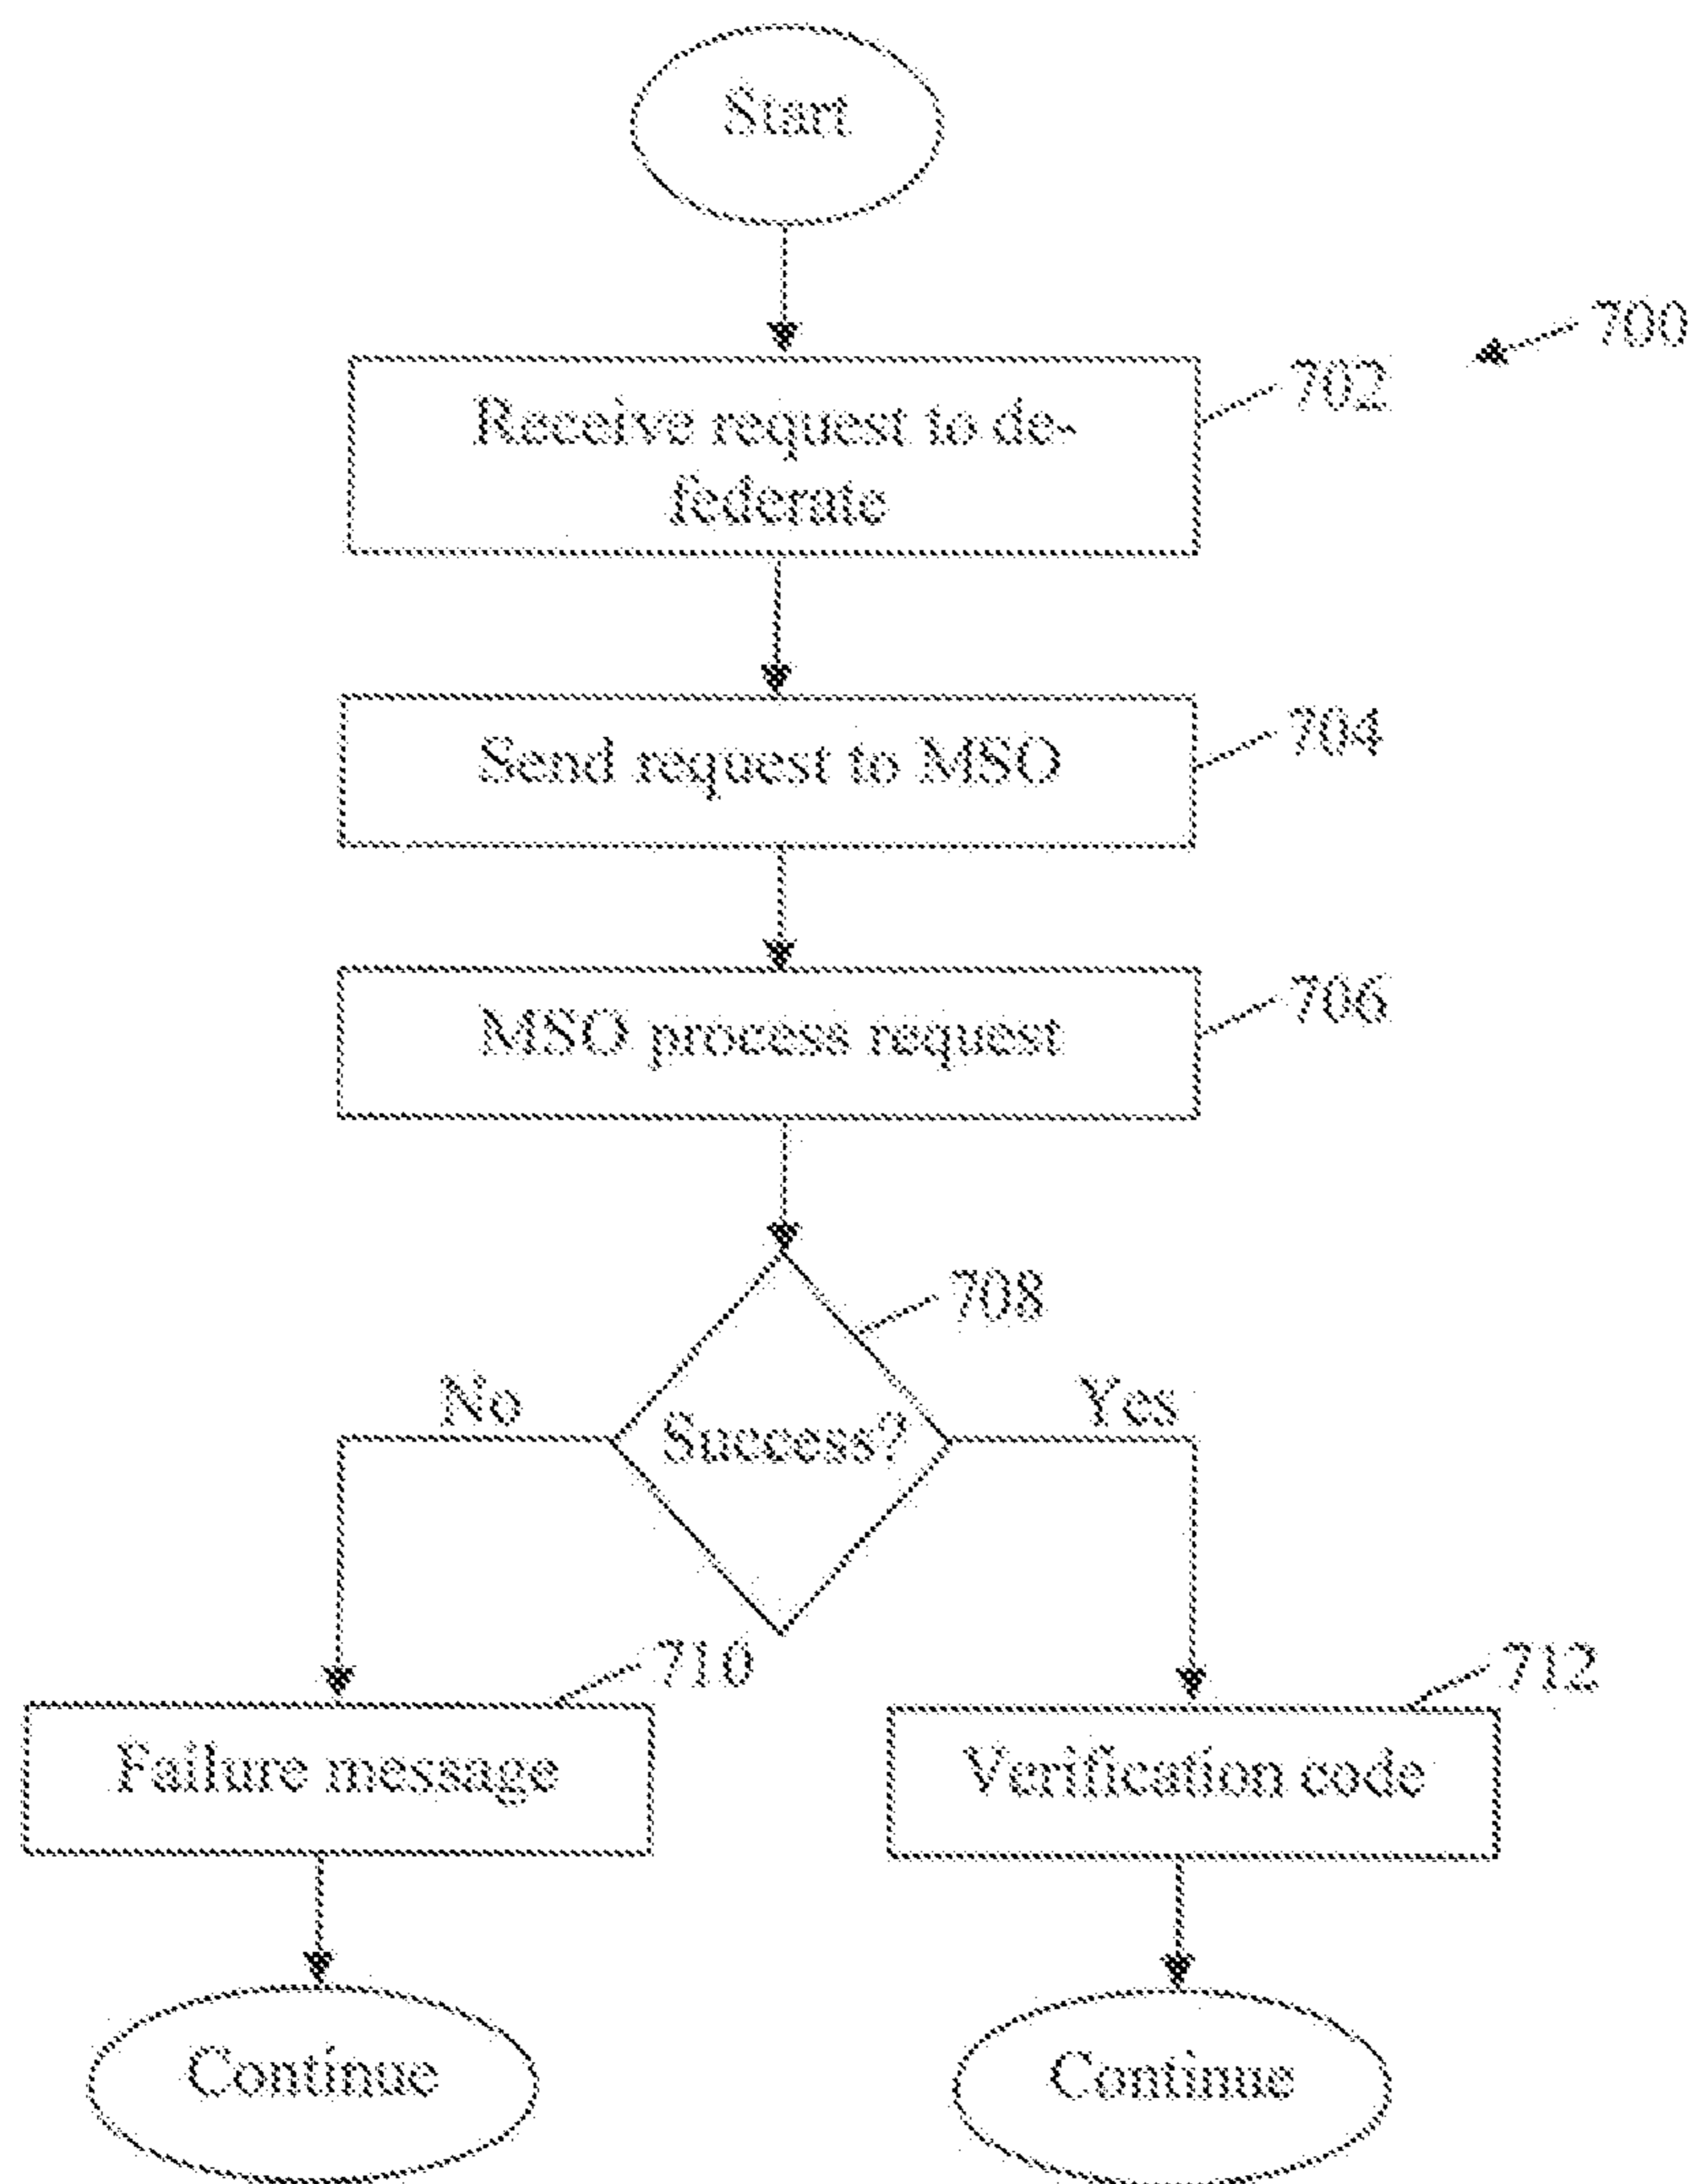 Start
700
702
Receive request to de-
federate
704
Send request to MSO
706
MSO process request
708
No
Yes
Success?
710
712
Failure message
Verification code
Continue
Continue